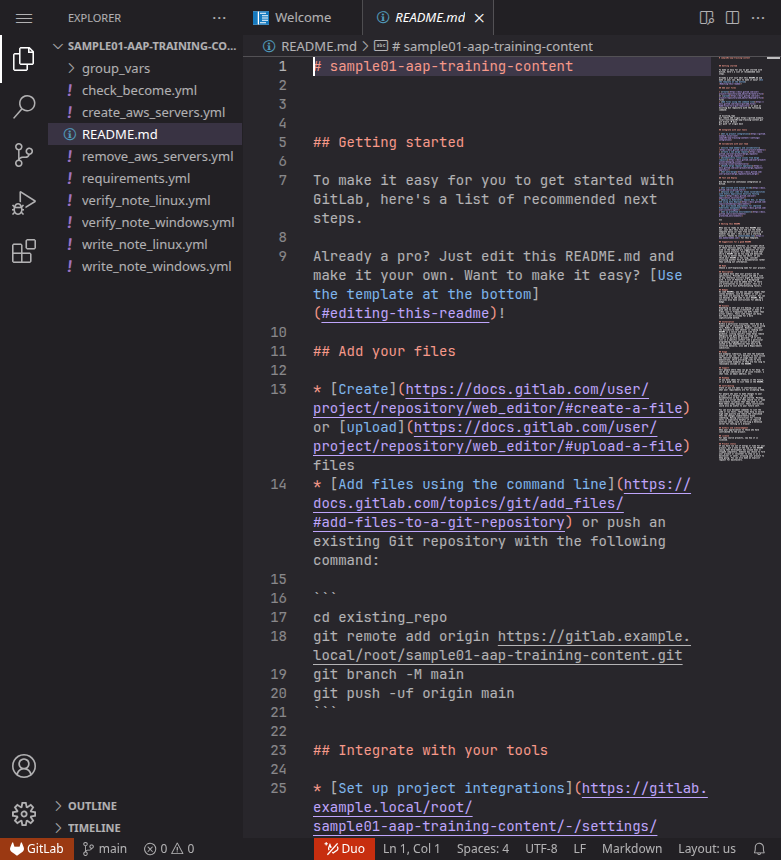 EXPLORER
SAMPLE01-AAP-TRAINING-CO...
group_vars
! check_become.yml
! create_aws_servers.yml
README.md
! remove_aws_servers.yml
! requirements.yml
! verify_note_linux.yml
! verify_note_windows.yml
! write_note_linux.yml
! write_note_windows.yml
OUTLINE
TIMELINE
Welcome
README.md
README.md > # sample01-aap-training-content
1 # sample01-aap-training-content
2
3
4
5 ## Getting started
6
7 To make it easy for you to get started with
GitLab, here's a list of recommended next
steps.
8
9 Already a pro? Just edit this README.md and
make it your own. Want to make it easy? [Use
the template at the bottom]
(#editing-this-readme)!
10
11 ## Add your files
12
13 * [Create](https://docs.gitlab.com/user/
project/repository/web_editor/#create-a-file)
or [upload](https://docs.gitlab.com/user/
project/repository/web_editor/#upload-a-file)
files
14 * [Add files using the command line](https://
docs.gitlab.com/topics/git/add_files/
#add-files-to-a-git-repository) or push an
existing Git repository with the following
command:
15
16 ```
17 cd existing_repo
18 git remote add origin https://gitlab.example.
local/root/sample01-aap-training-content.git
19 git branch -M main
20 git push -uf origin main
21 ```
22
23 ## Integrate with your tools
24
25 * [Set up project integrations](https://gitlab.
example.local/root/
sample01-aap-training-content/-/settings/
GitLab main 0 0 Duo Ln 1, Col 1 Spaces: 4 UTF-8 LF Markdown Layout: us